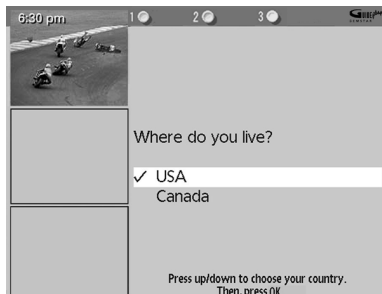 6:30 pm
1
2
3
Where do you live?
✓ USA
Canada
Press up/down to choose your country.
Then, press OK